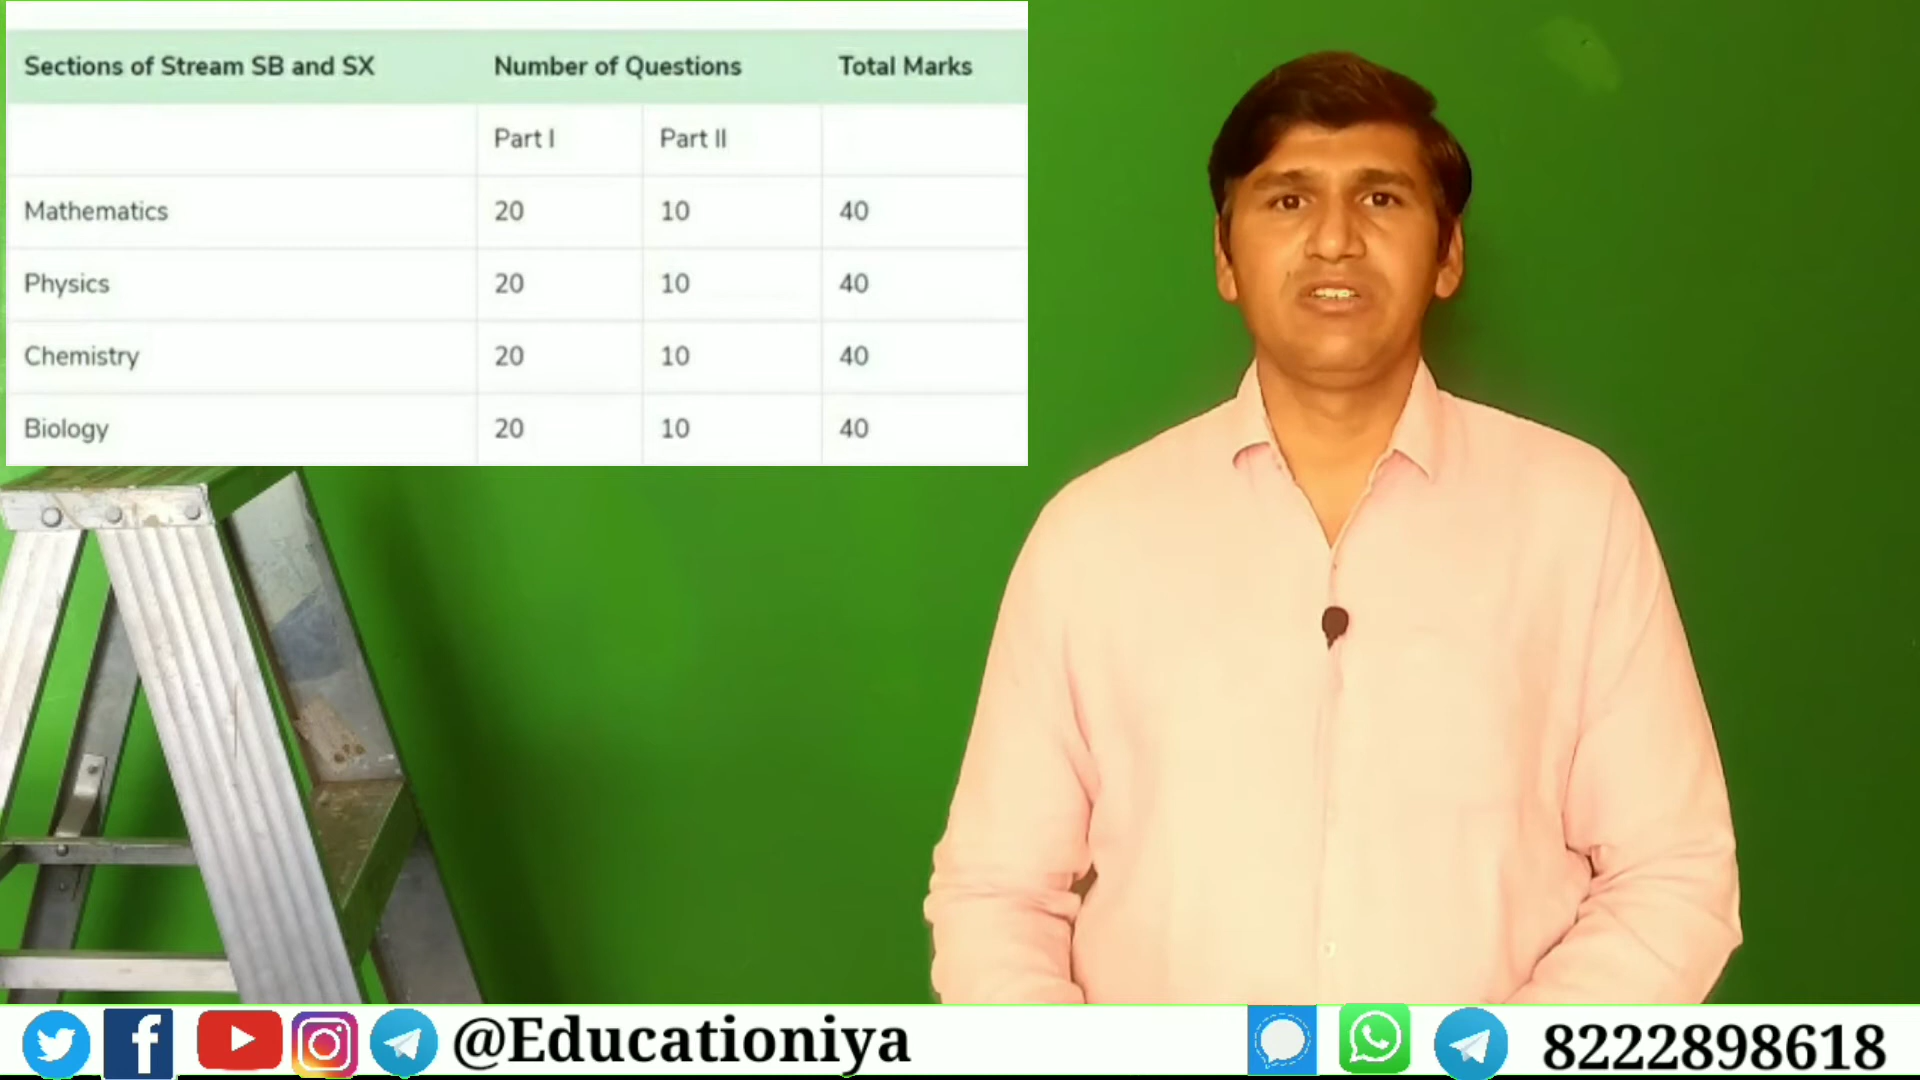 Sections of Stream SB and SX Number of Questions Total Marks
Part I Part II
Mathematics 20 10 40
Physics 20 10 40
Chemistry 20 10 40
Biology 20 10 40
@Educationiya 8222898618